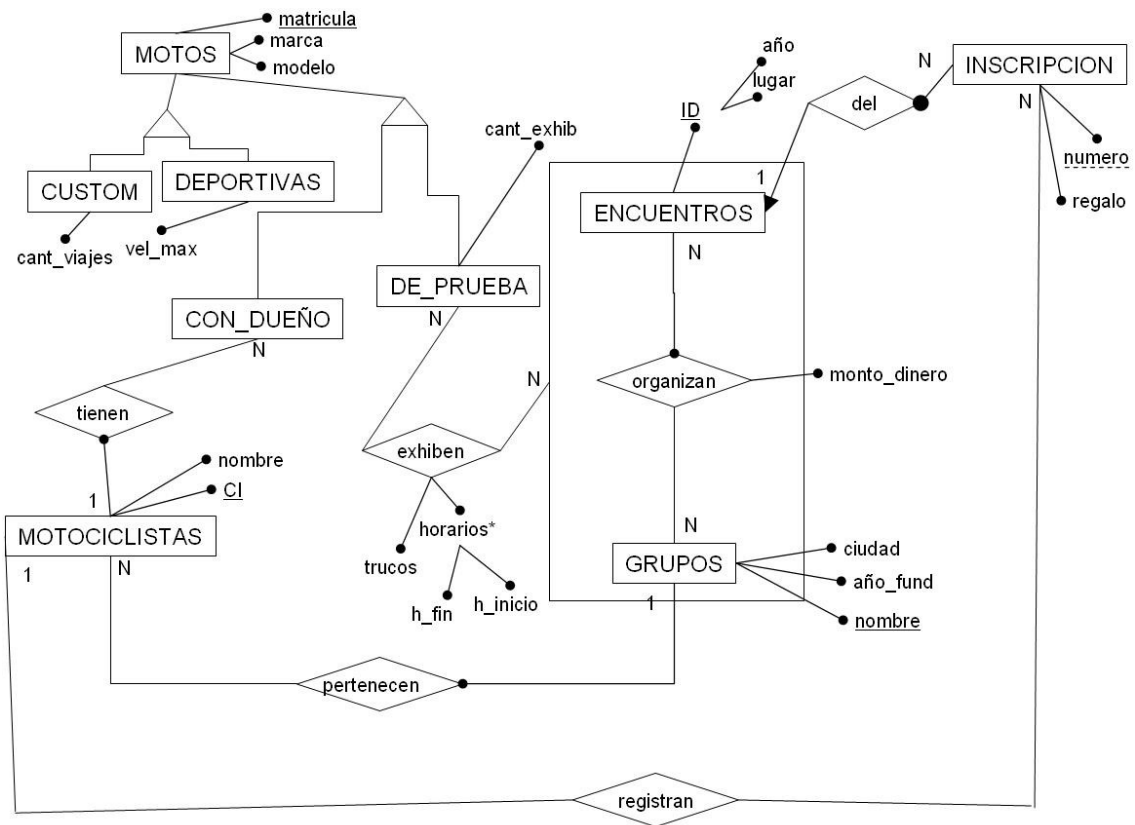 matricula
MOTOS
marca
modelo
año
lugar
N
INSCRIPCION
ID
del
N
cant_exhib
numero
regalo
CUSTOM
DEPORTIVAS
1
ENCUENTROS
N
cant_viajes
vel_max
DE_PRUEBA
N
CON_DUEÑO
N
N
organizan
monto_dinero
tienen
exhiben
nombre
CI
1
MOTOCICLISTAS
1
N
horarios*
trucos
h_fin
h_inicio
N
GRUPOS
1
ciudad
año_fund
nombre
pertenecen
registran